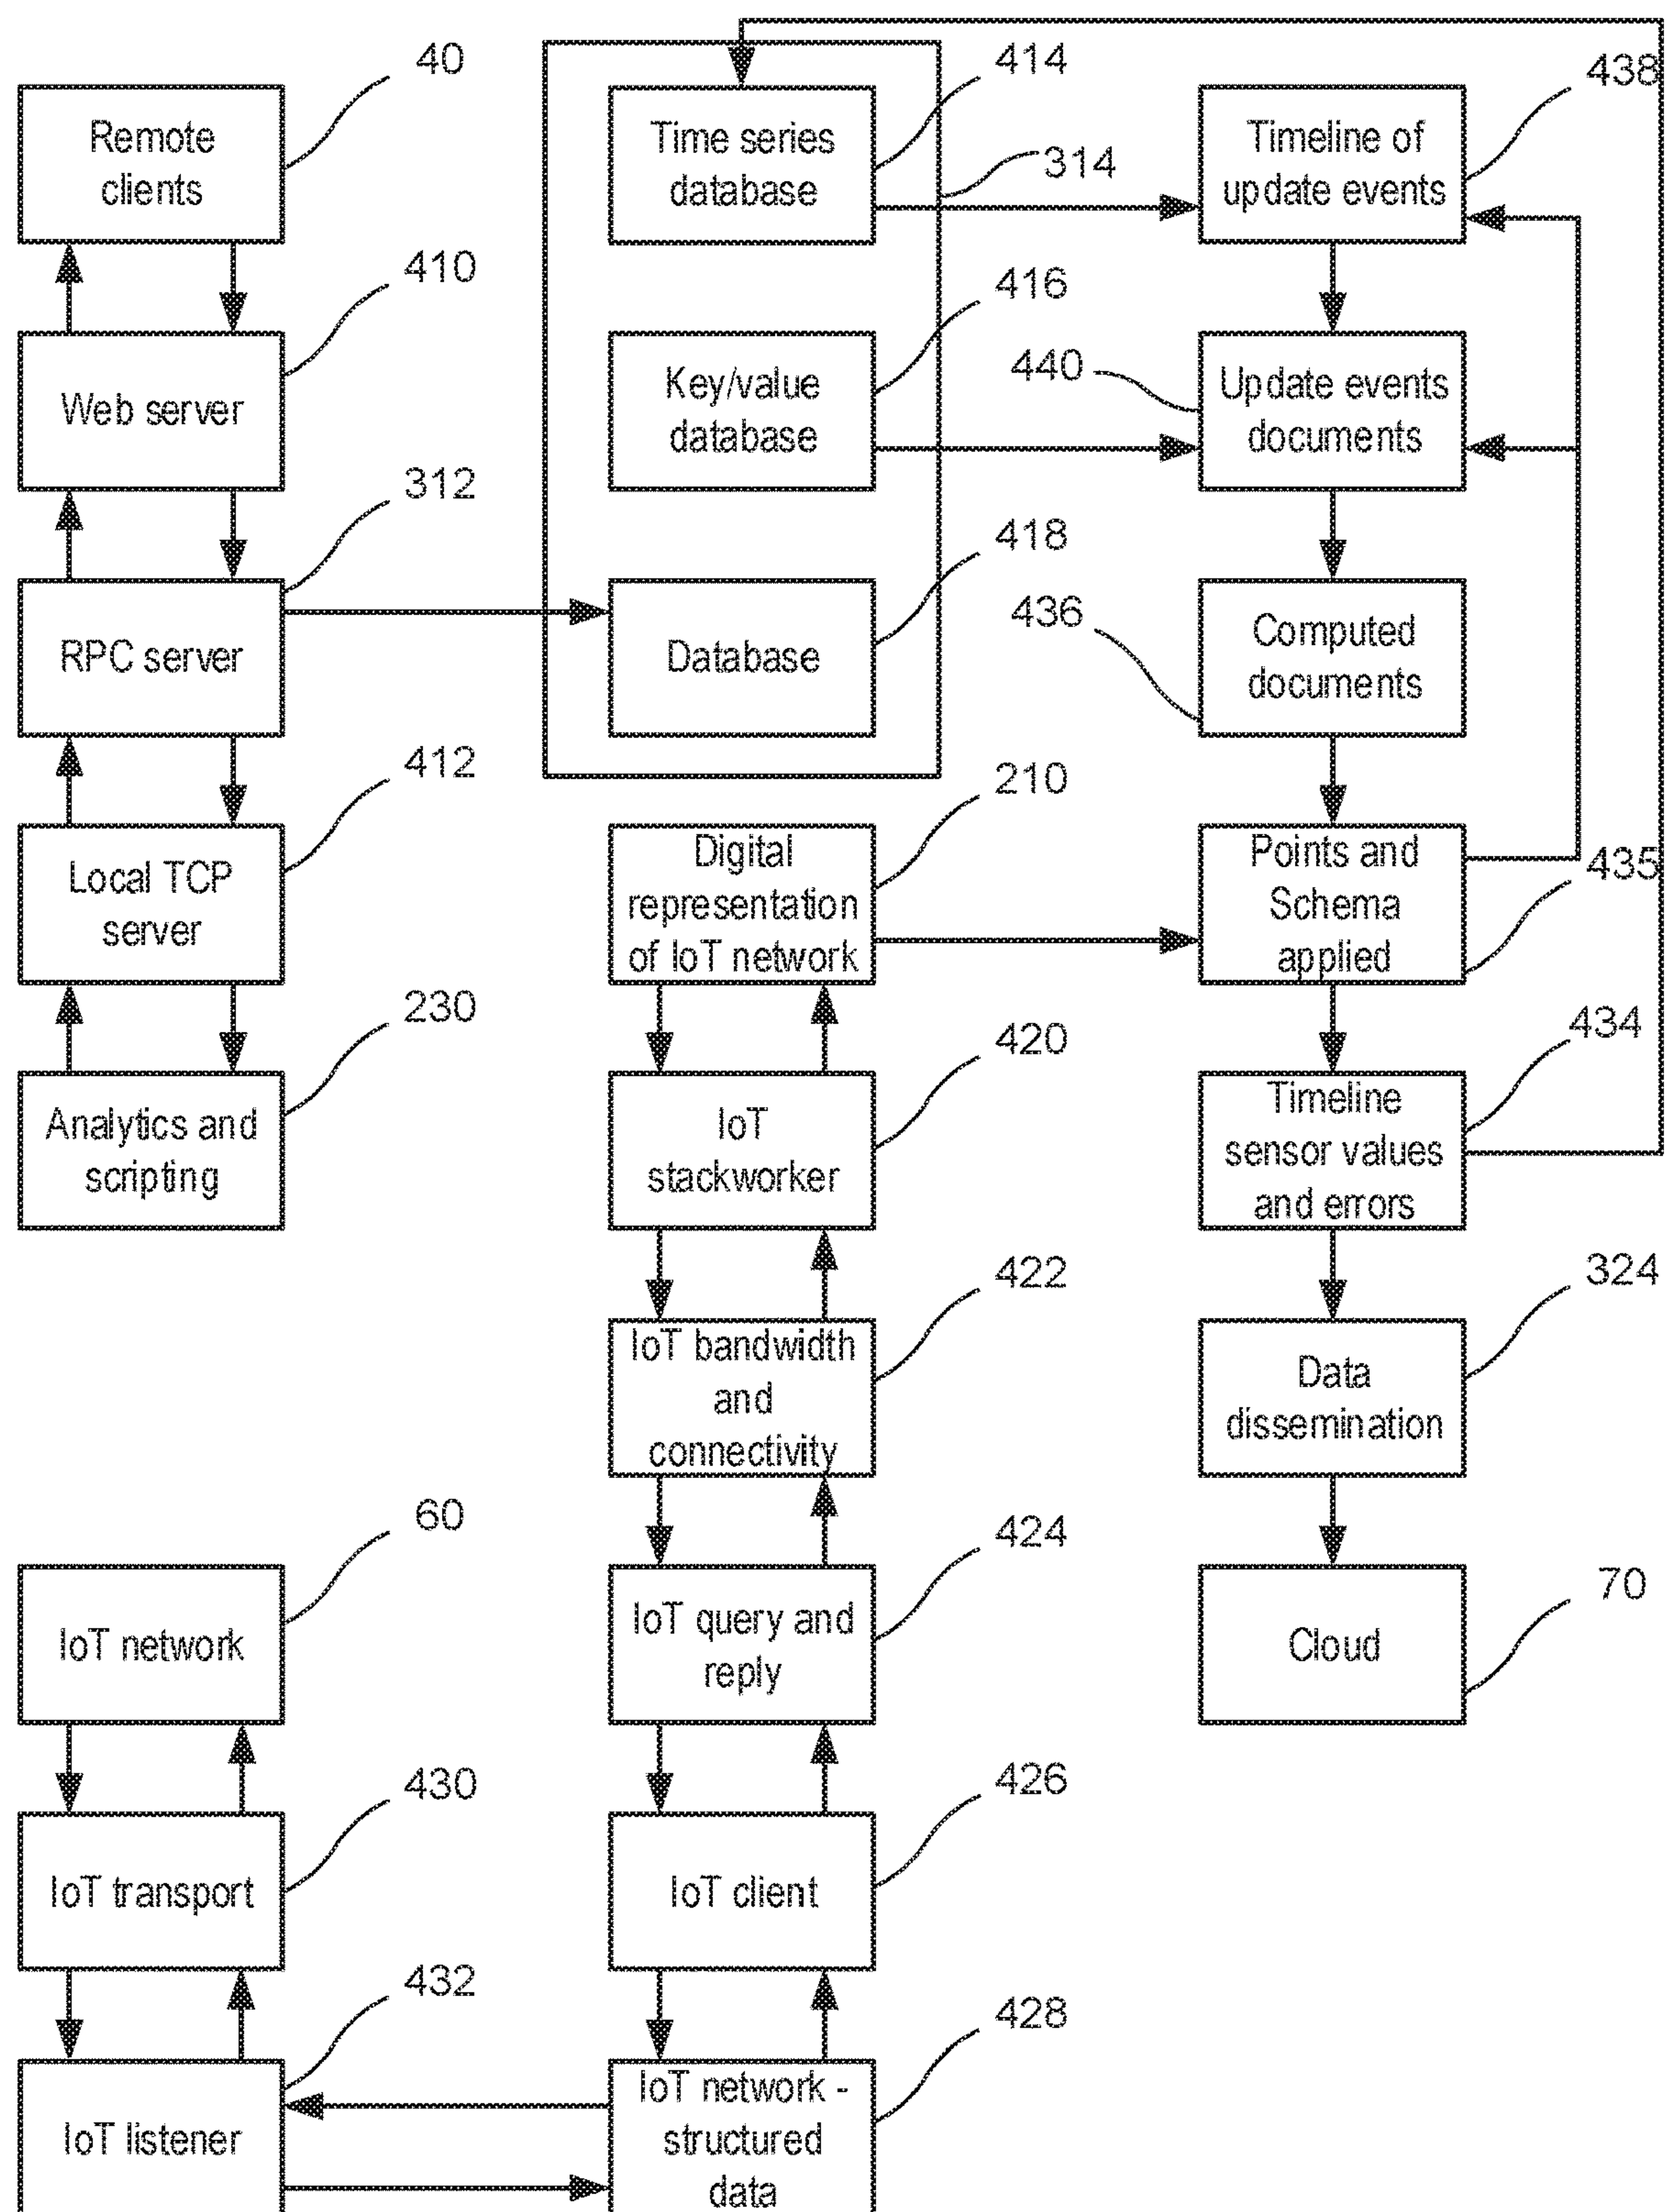 40
Remote
clients
410
Web server
312
RPC server
412
Local TCP
server
230
Analytics and
scripting
60
IoT network
430
IoT transport
432
IoT listener
414
Time series
database
314
416
Key/value
database
418
Database
210
Digital
representation
of IoT network
420
IoT
stackworker
422
IoT bandwidth
and
connectivity
424
IoT query and
reply
426
IoT client
428
IoT network -
structured
data
438
Timeline of
update events
440
Update events
documents
436
Computed
documents
435
Points and
Schema
applied
434
Timeline
sensor values
and errors
324
Data
dissemination
70
Cloud